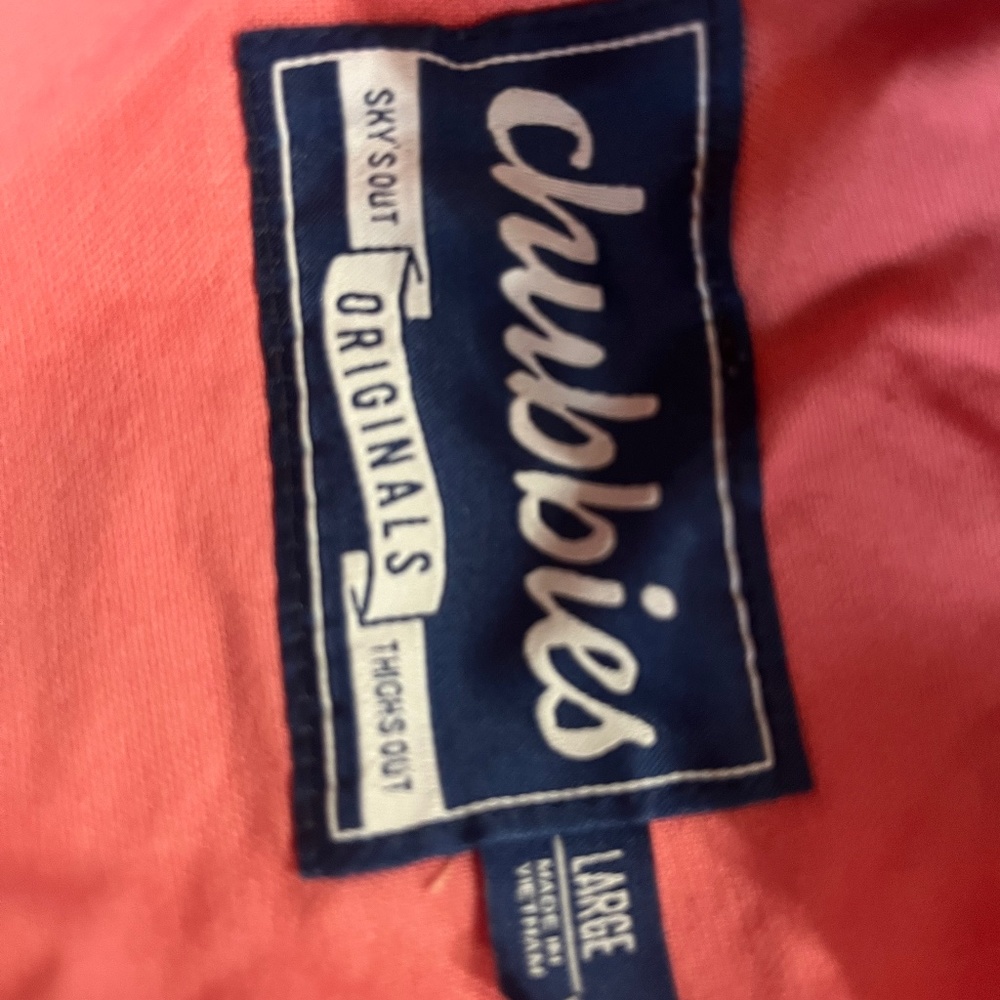 chubbies
SKY'S OUT ORIGINALS THIGHS OUT
LARGE
MADE IN
VIETNAM